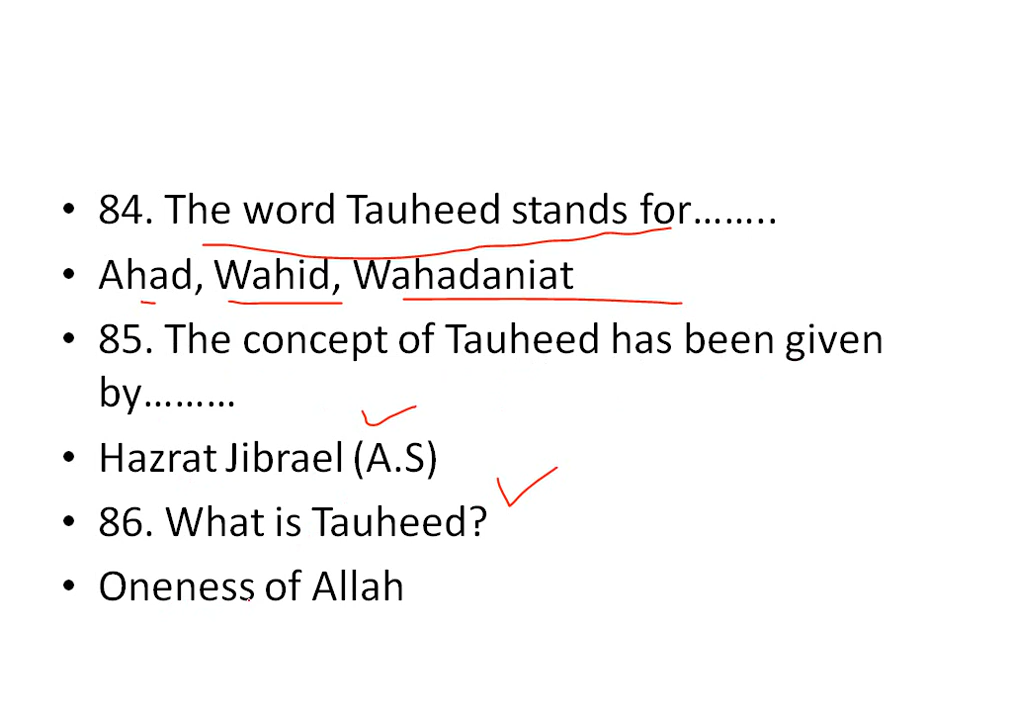 • 84. The word Tauheed stands for……..
• Ahad, Wahid, Wahadaniat
• 85. The concept of Tauheed has been given
by………
• Hazrat Jibrael (A.S)
• 86. What is Tauheed?
• Oneness of Allah